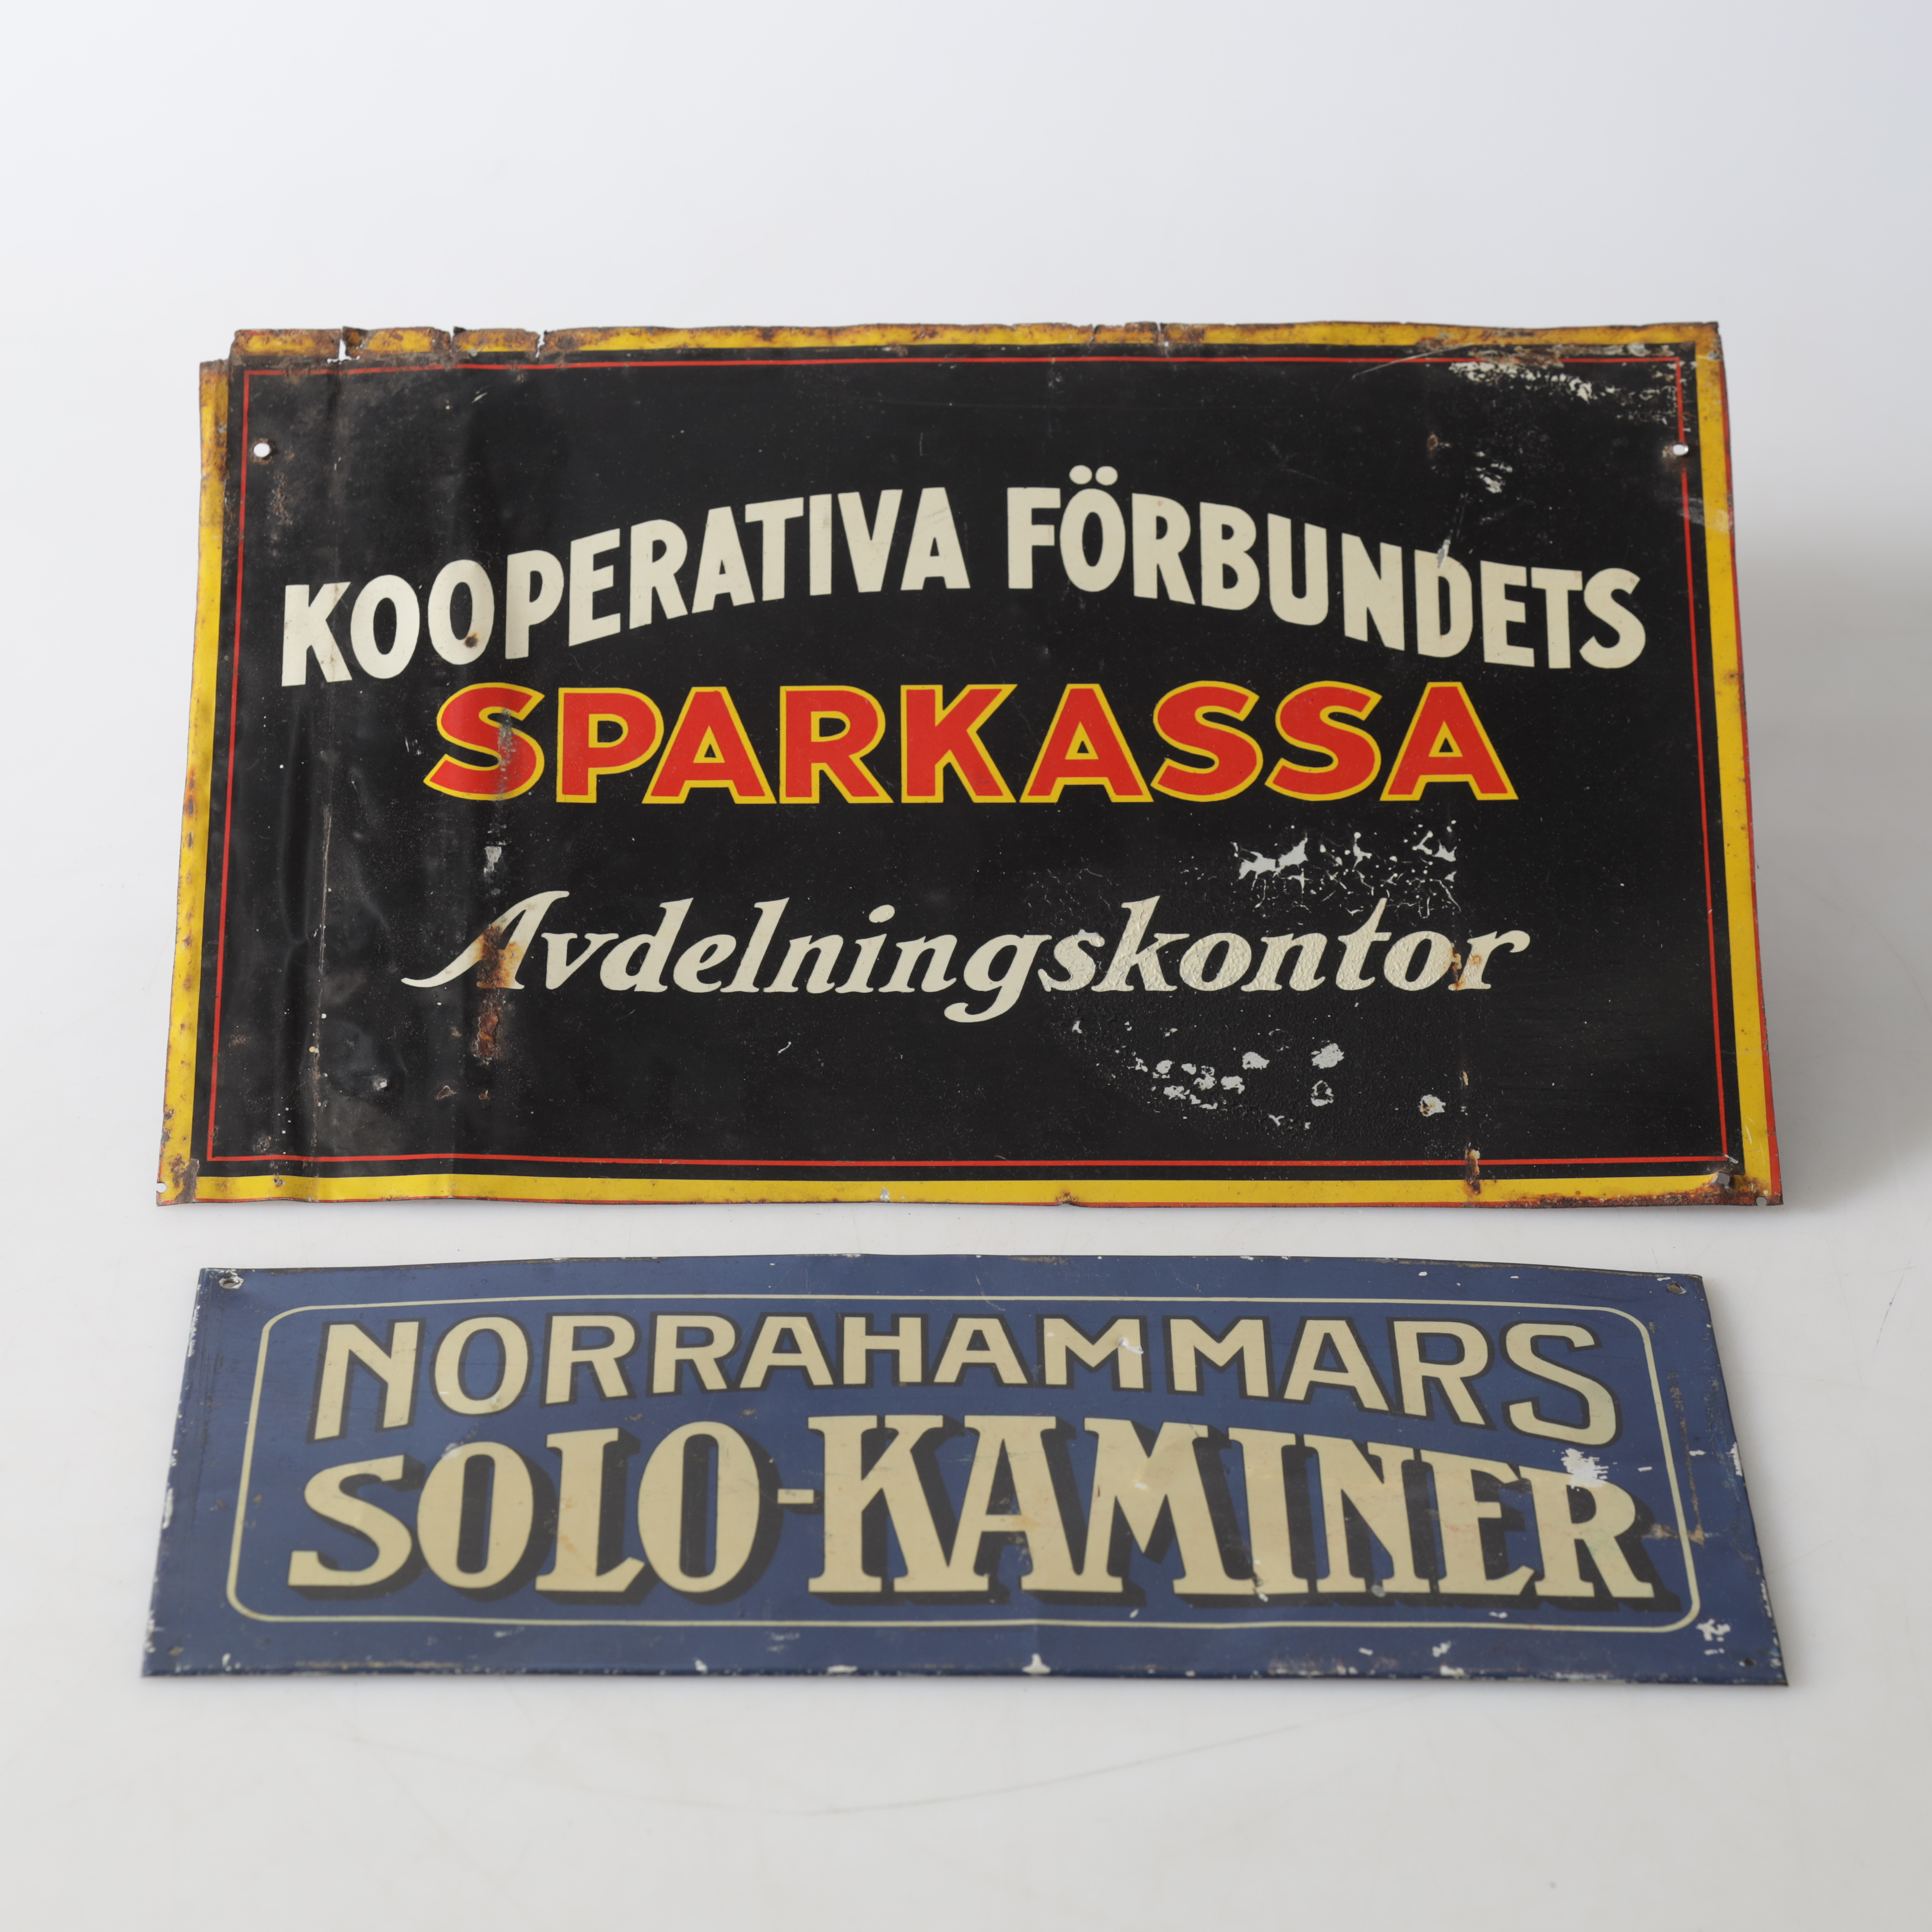 KOOPERATIVA FÖRBUNDETS
SPARKASSA
Avdelningskontor
NORRAHAMMARS
SOLO-KAMINER